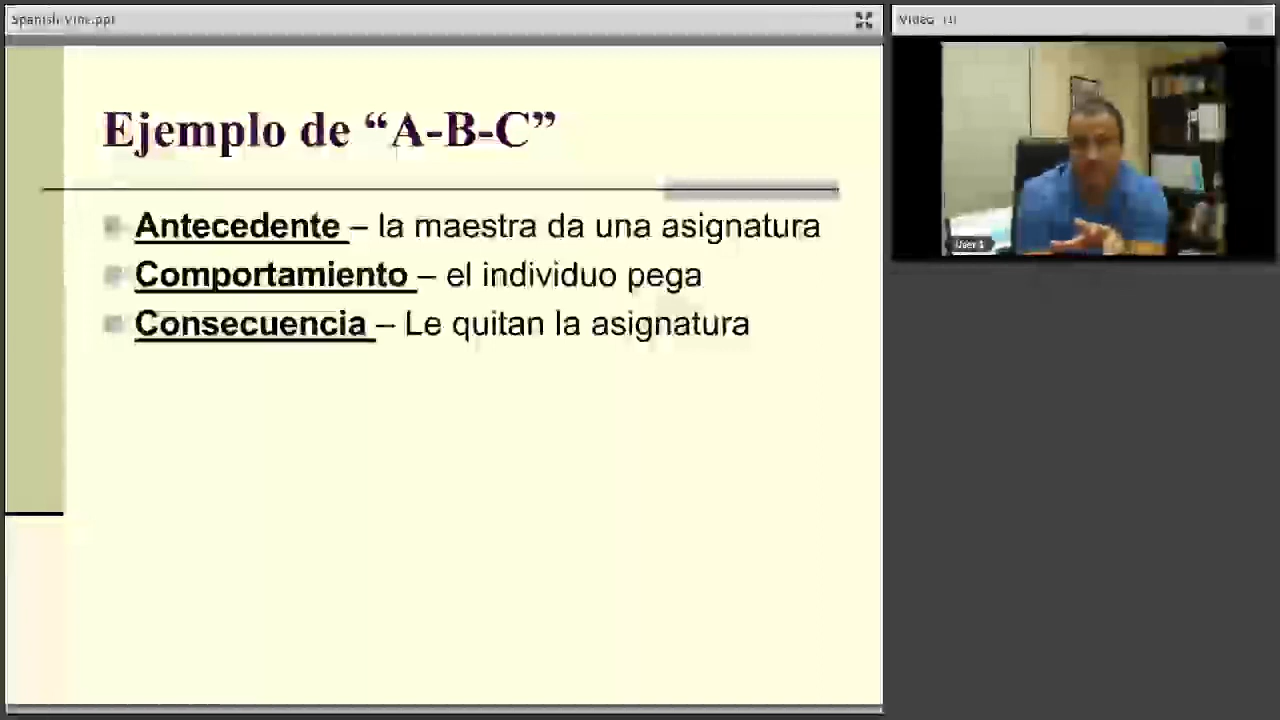 Spanish Vine.ppt
Ejemplo de “A-B-C”
Antecedente – la maestra da una asignatura
Comportamiento – el individuo pega
Consecuencia – Le quitan la asignatura
Video (1)
User 1